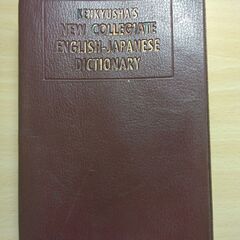 KENKYUSHA'S
NEW COLLEGIATE
ENGLISH-JAPANESE
DICTIONARY